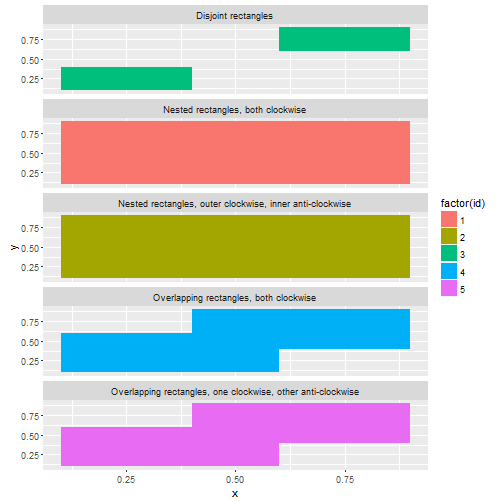 Disjoint rectangles
0.75
0.50
0.25
Nested rectangles, both clockwise
0.75
0.50
0.25
Nested rectangles, outer clockwise, inner anti-clockwise
0.75
0.50
0.25
y
Overlapping rectangles, both clockwise
0.75
0.50
0.25
Overlapping rectangles, one clockwise, other anti-clockwise
0.75
0.50
0.25
0.25 0.50 0.75
x
factor(id)
1
2
3
4
5